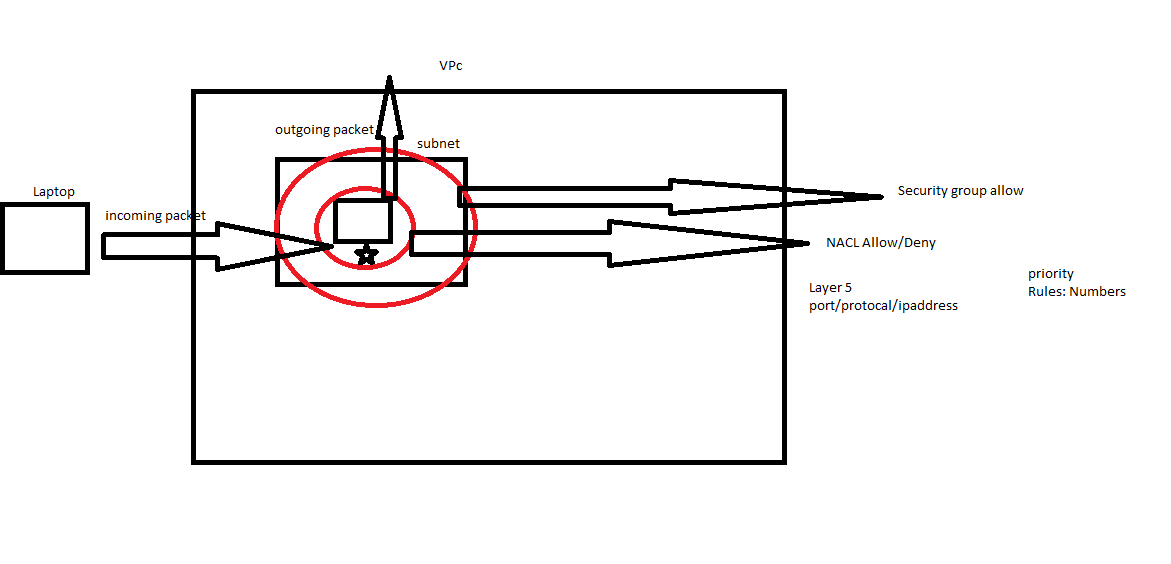 VPc
outgoing packet
subnet
Laptop
incoming packet
Security group allow
NACL Allow/Deny
Layer 5
port/protocal/ipaddress
priority
Rules: Numbers